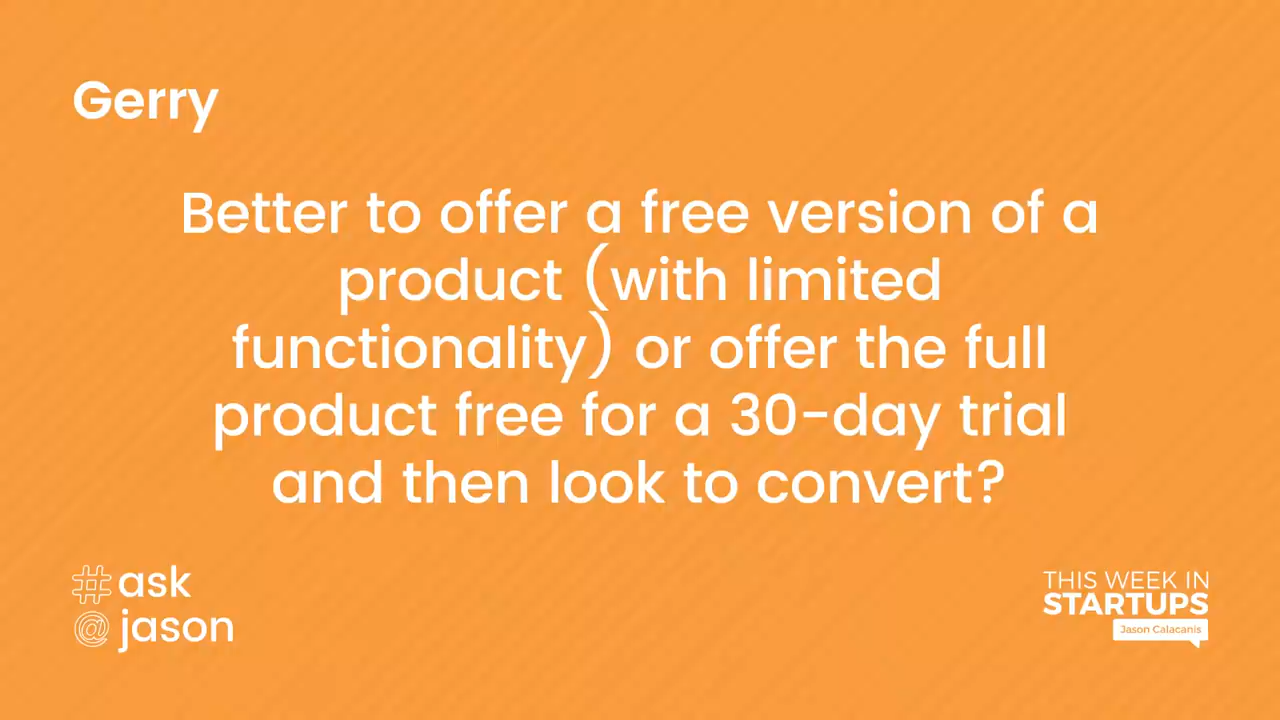 Gerry
Better to offer a free version of a
product (with limited
functionality) or offer the full
product free for a 30-day trial
and then look to convert?
#ask
@jason
THIS WEEK IN
STARTUPS
Jason Calacanis